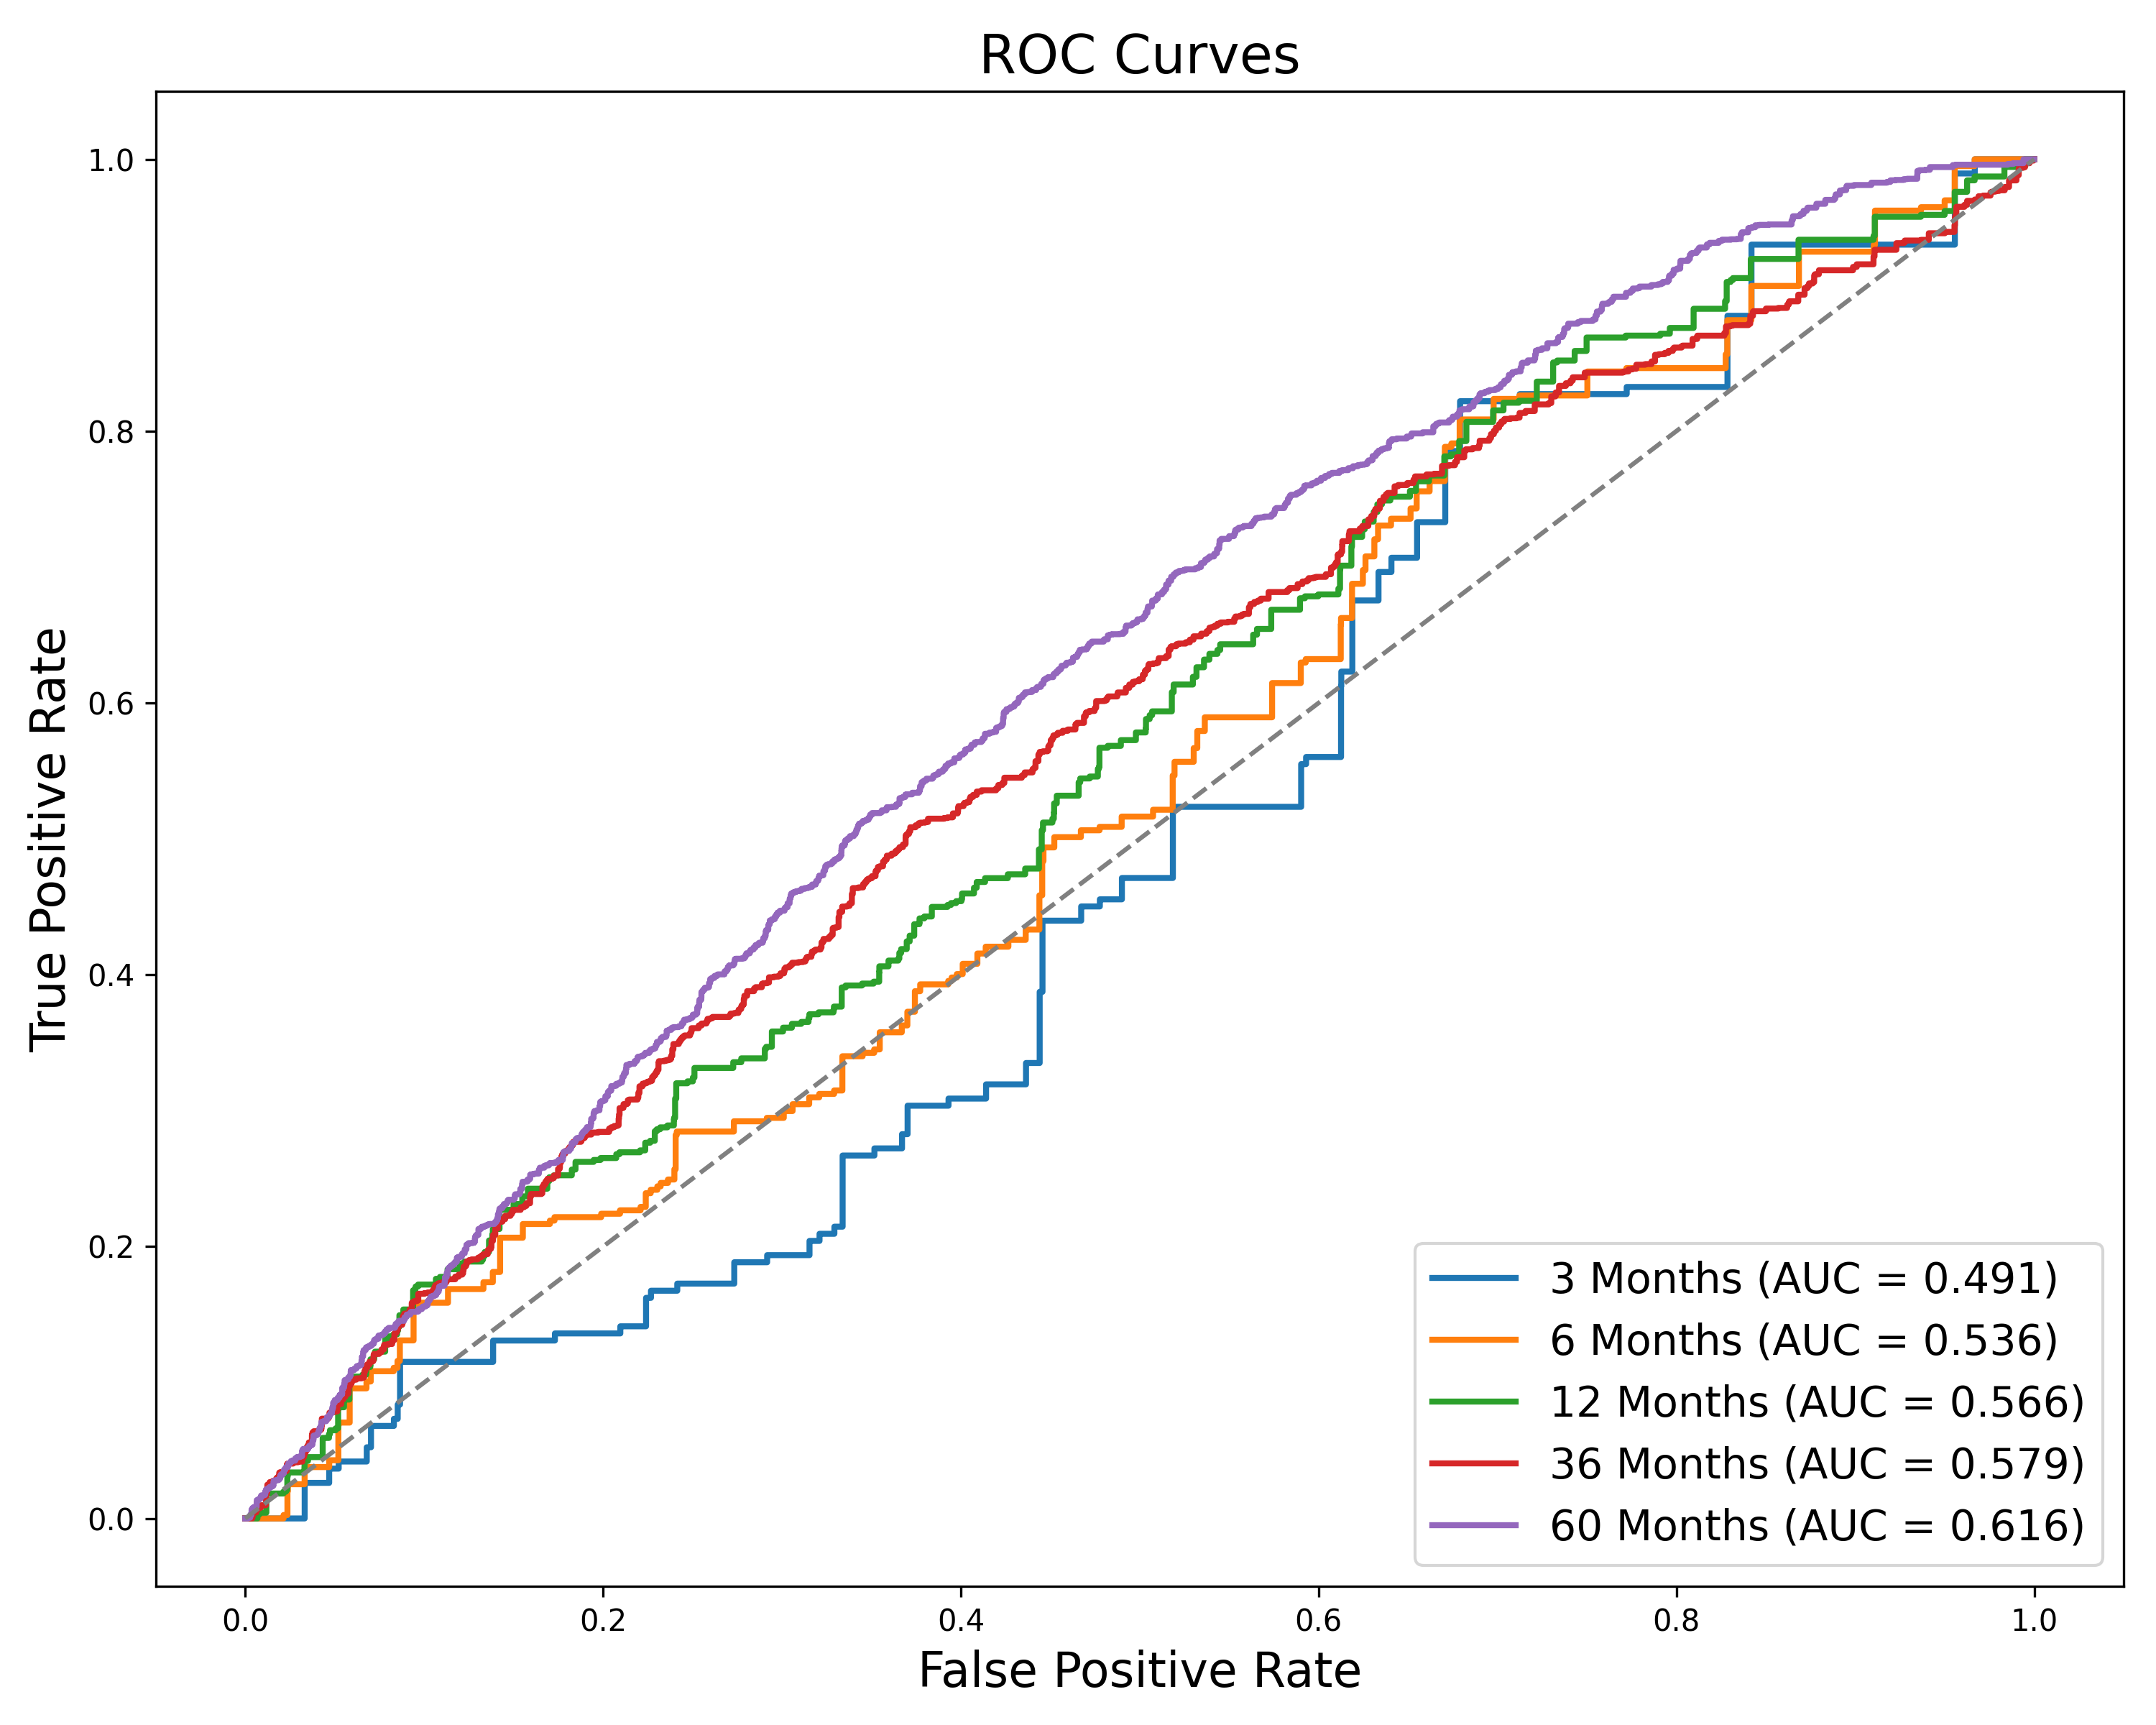 ROC Curves
True Positive Rate
1.0
0.8
0.6
0.4
0.2
0.0
0.0 0.2 0.4 0.6 0.8 1.0
False Positive Rate
3 Months (AUC = 0.491)
6 Months (AUC = 0.536)
12 Months (AUC = 0.566)
36 Months (AUC = 0.579)
60 Months (AUC = 0.616)